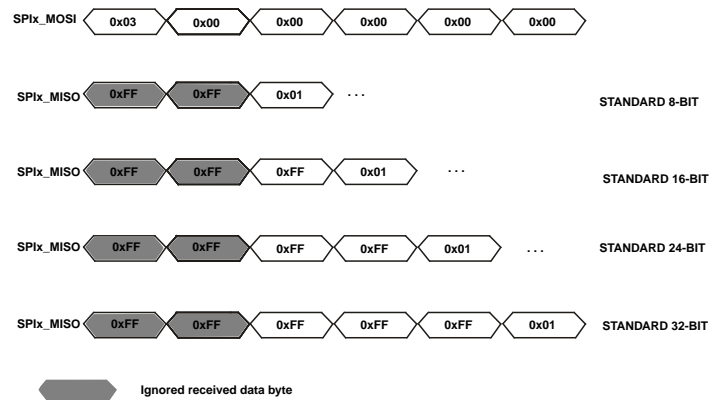 SPIx_MOSI 0x03 0x00 0x00 0x00 0x00 0x00
SPIx_MISO 0xFF 0xFF 0x01 ... STANDARD 8-BIT
SPIx_MISO 0xFF 0xFF 0xFF 0x01 ... STANDARD 16-BIT
SPIx_MISO 0xFF 0xFF 0xFF 0xFF 0x01 ... STANDARD 24-BIT
SPIx_MISO 0xFF 0xFF 0xFF 0xFF 0xFF 0x01 STANDARD 32-BIT
Ignored received data byte